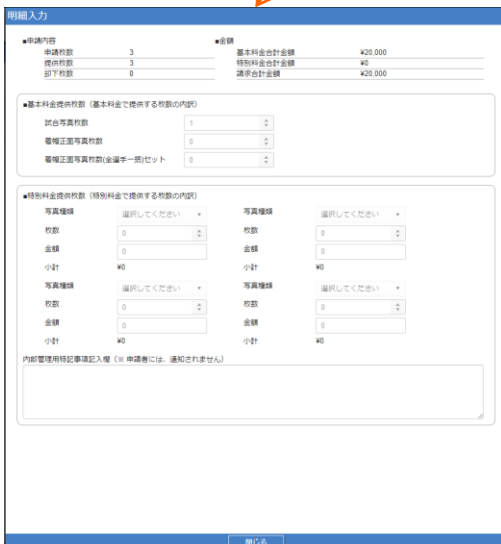 明細入力
■申請内容
申請枚数 3
提供枚数 3
却下枚数 0
■金額
基本料金合計金額 ¥20,000
特別料金合計金額 ¥0
請求合計金額 ¥20,000
■基本料金提供枚数（基本料金で提供する枚数の内訳）
試合写真枚数 1
着帽正面写真枚数 0
着帽正面写真枚数(全選手一括)セット 0
■特別料金提供枚数（特別料金で提供する枚数の内訳）
写真種類 選択してください 写真種類 選択してください
枚数 0 枚数 0
金額 0 金額 0
小計 ¥0 小計 ¥0
写真種類 選択してください 写真種類 選択してください
枚数 0 枚数 0
金額 0 金額 0
小計 ¥0 小計 ¥0
内部管理用特記事項記入欄（※ 申請者には、通知されません）
閉じる